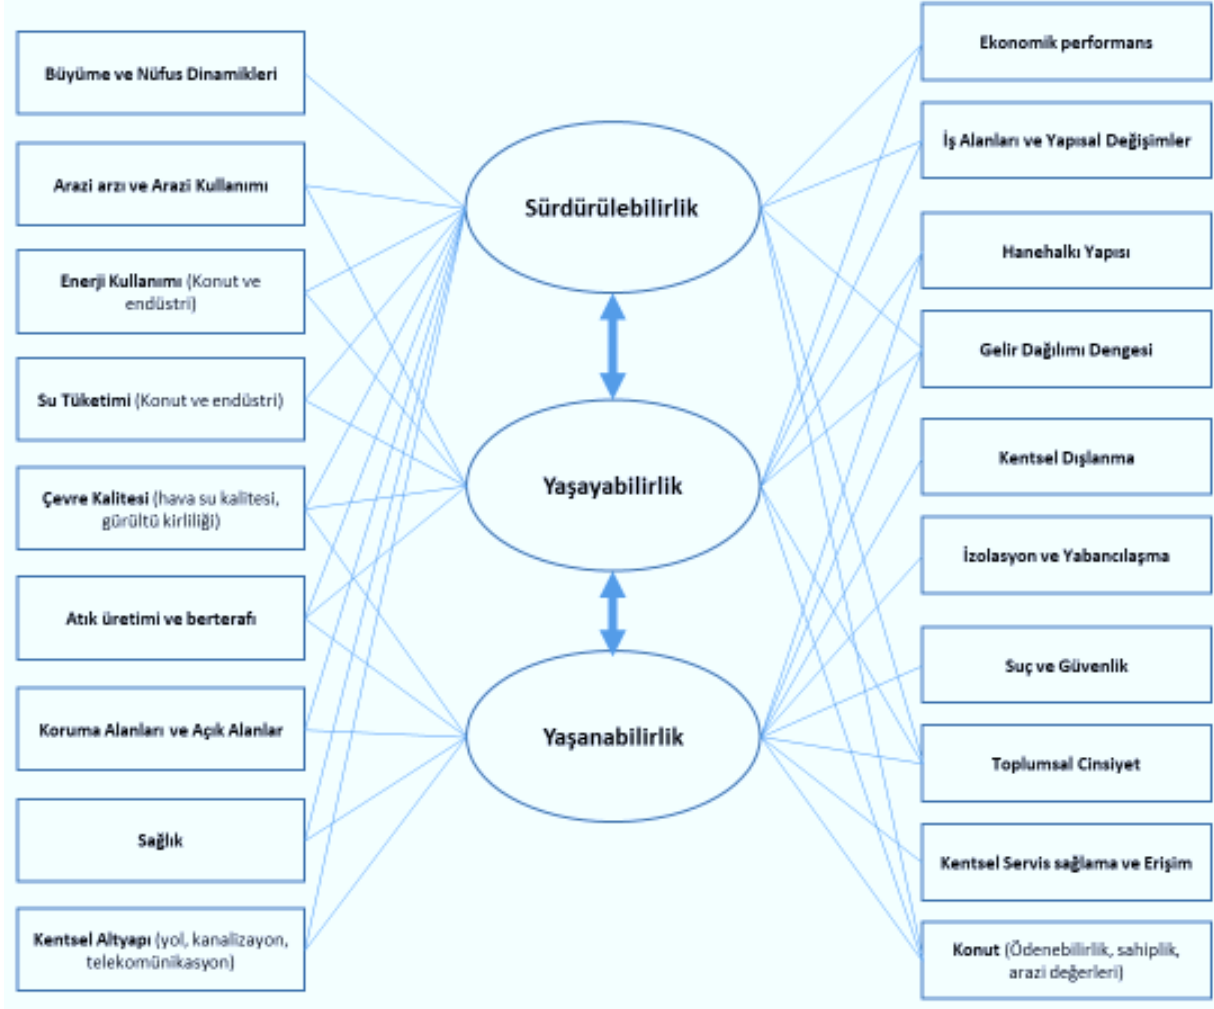 Büyüme ve Nüfus Dinamikleri
Arazi arzı ve Arazi Kullanımı
Enerji Kullanımı (Konut ve
endüstri)
Su Tüketimi (Konut ve endüstri)
Çevre Kalitesi (hava su kalitesi,
gürültü kirliliği)
Atık üretimi ve berterafı
Koruma Alanları ve Açık Alanlar
Sağlık
Kentsel Altyapı (yol, kanalizayon,
telekomünikasyon)
Sürdürülebilirlik
Yaşayabilirlik
Yaşanabilirlik
Ekonomik performans
İş Alanları ve Yapısal Değişimler
Hanehalkı Yapısı
Gelir Dağılımı Dengesi
Kentsel Dışlanma
İzolasyon ve Yabancılaşma
Suç ve Güvenlik
Toplumsal Cinsiyet
Kentsel Servis sağlama ve Erişim
Konut (Ödenebilirlik, sahiplik,
arazi değerleri)